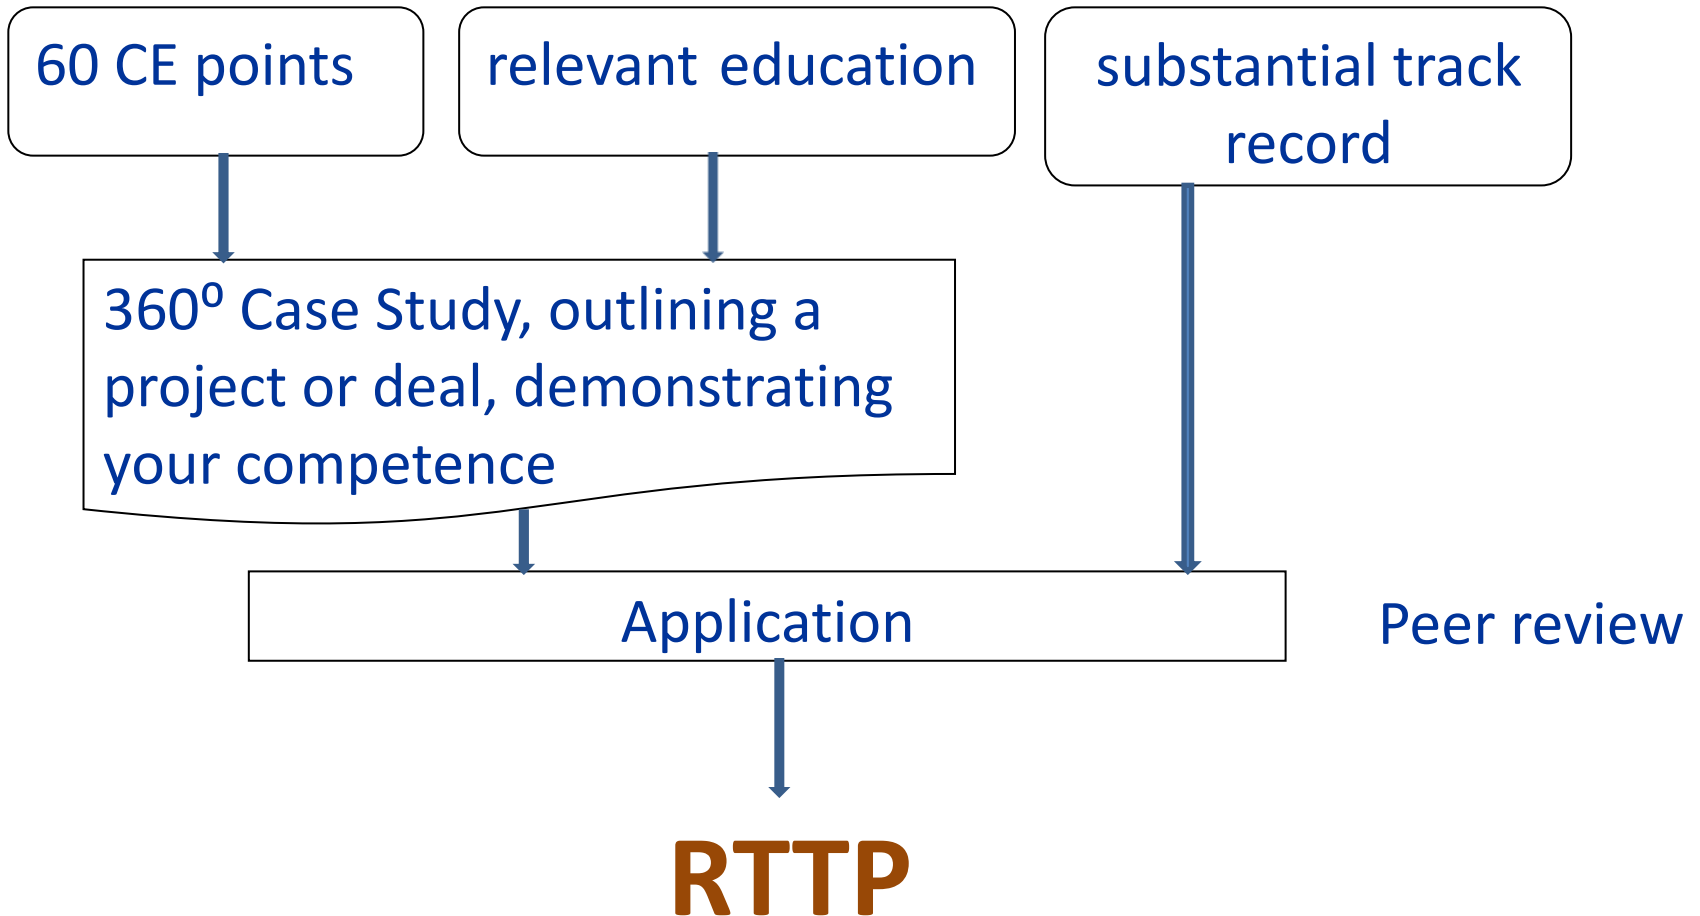 60 CE points
relevant education
substantial track
record
360⁰ Case Study, outlining a
project or deal, demonstrating
your competence
Application
Peer review
RTTP